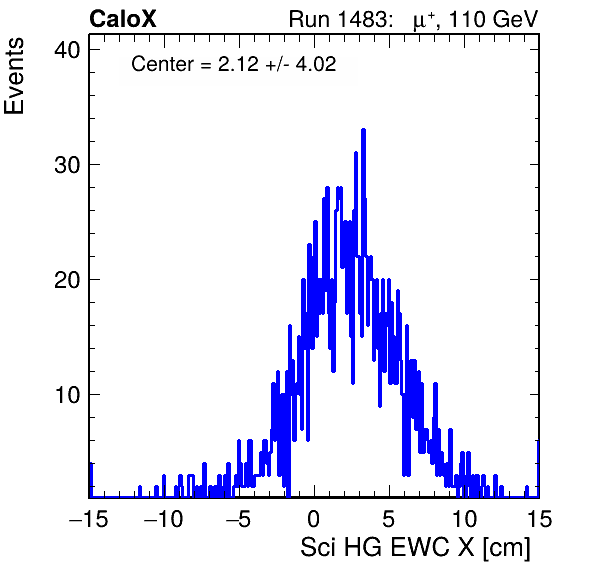 CaloX Run 1483: μ⁺, 110 GeV
Center = 2.12 +/- 4.02
Events
40
30
20
10
−15 −10 −5 0 5 10 15
Sci HG EWC X [cm]